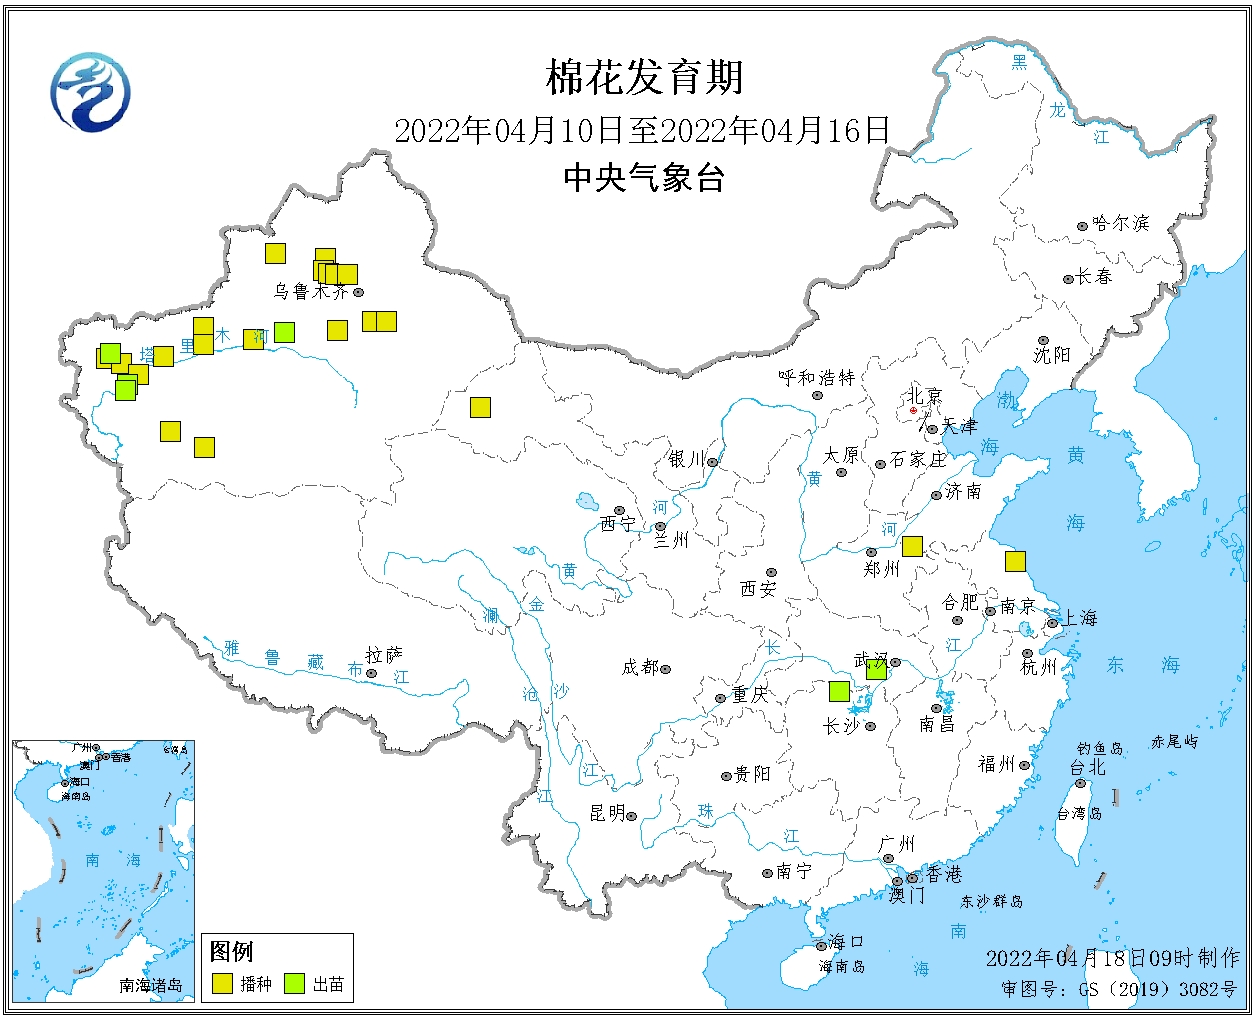 棉花发育期
2022年04月10日至2022年04月16日
中央气象台
黑
龙
江
哈尔滨
长春
沈阳
乌鲁木齐
塔
里
木
河
呼和浩特
北京
天津
渤
海
黄
海
银川
太原
石家庄
济南
黄
河
西宁
兰州
河
郑州
黄
西安
合肥
南京
上海
金
澜
雅
鲁
藏
布
江
拉萨
成都
长
武汉
江
杭州
东
海
沧
沙
重庆
长沙
南昌
钓鱼岛
赤尾屿
福州
台北
江
贵阳
江
昆明
珠
江
台湾岛
广州
南宁
香港
澳门
东沙群岛
南
海
海口
海南岛
广州
香港
澳门
台湾岛
海口
海南岛
南
海
南海诸岛
图例
播种
出苗
2022年04月18日09时制作
审图号：GS（2019）3082号